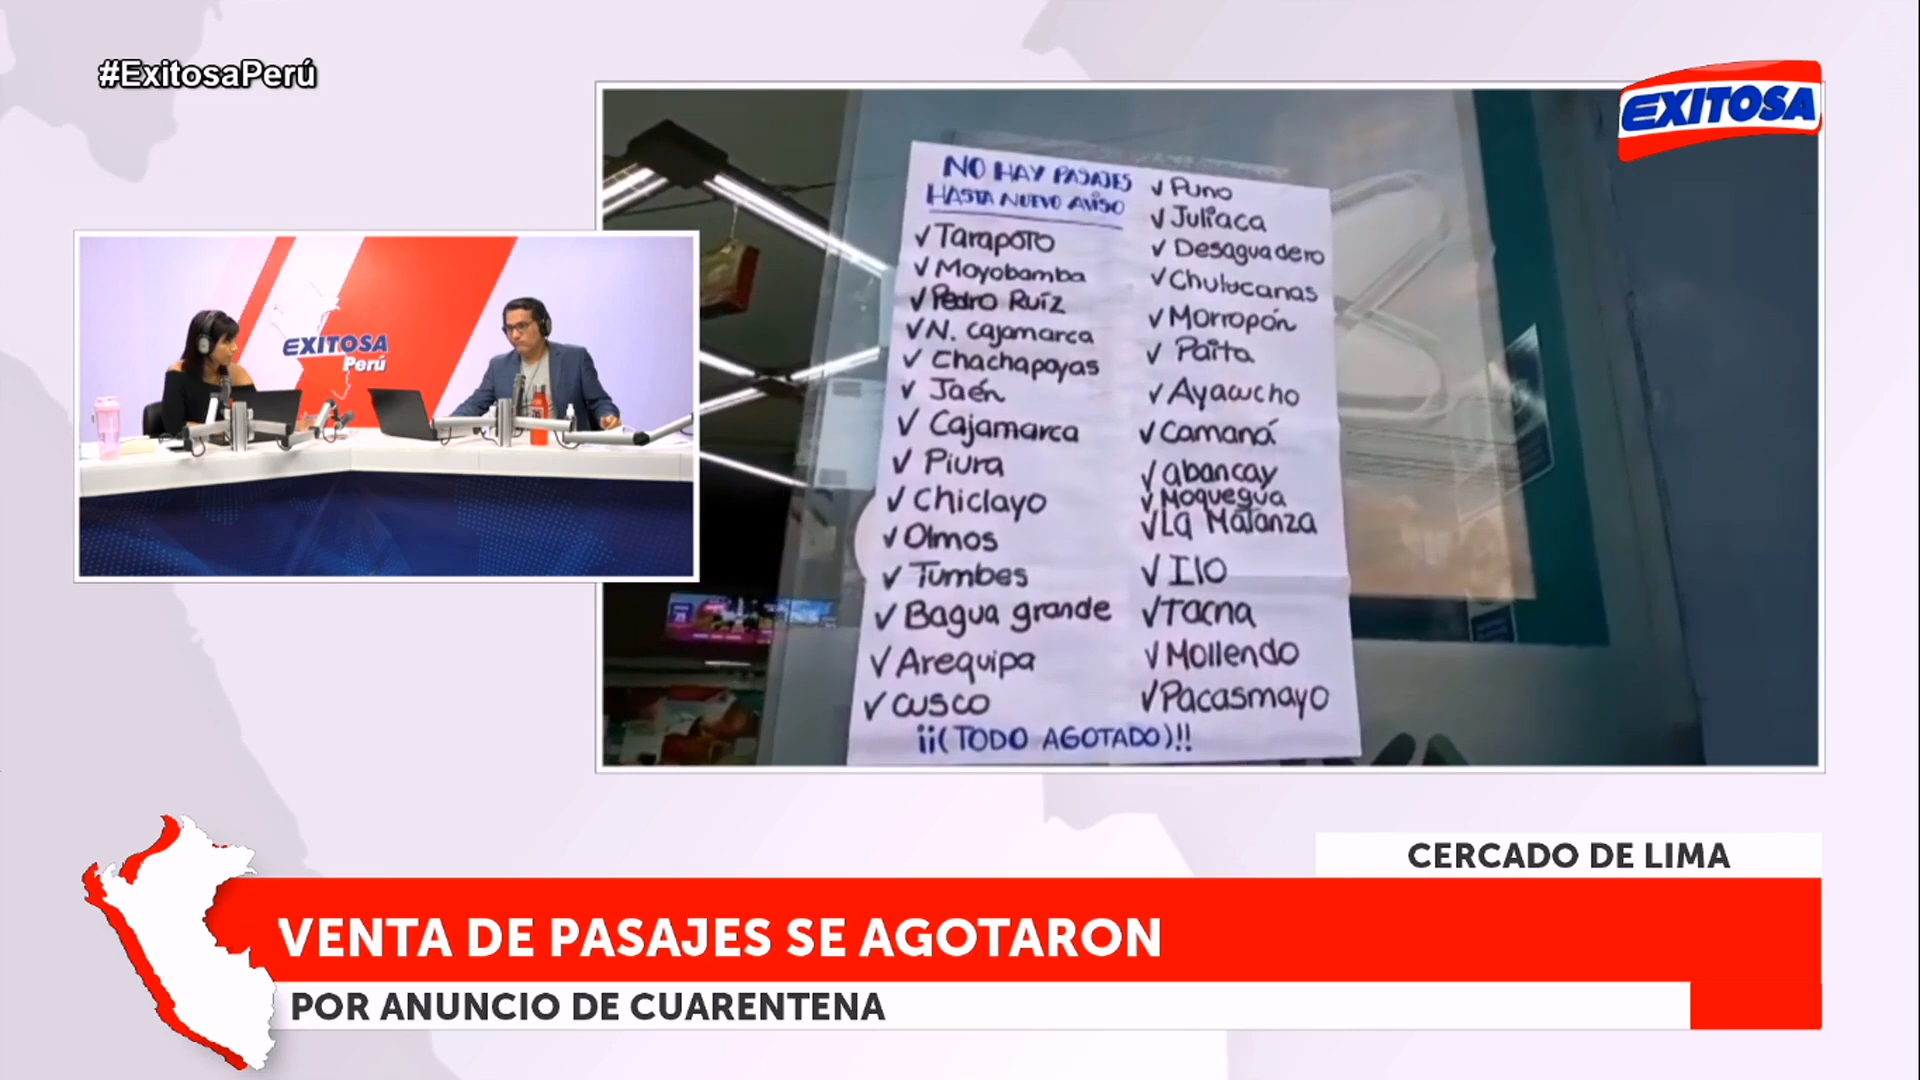 #ExitosaPerú
EXITOSA
NO HAY PASAJES
HASTA NUEVO AVISO
✓ Tarapoto
✓ Moyobamba
✓ Pedro Ruíz
✓ N. Cajamarca
✓ Chachapoyas
✓ Jaén
✓ Cajamarca
✓ Piura
✓ Chiclayo
✓ Olmos
✓ Tumbes
✓ Bagua grande
✓ Arequipa
✓ Cusco
✓ Puno
✓ Juliaca
✓ Desaguadero
✓ Chulucanas
✓ Morropón
✓ Paita
✓ Ayacucho
✓ Camaná
✓ abancay
✓ Moquegua
✓ La Matanza
✓ Ilo
✓ Tacna
✓ Mollendo
✓ Pacasmayo
¡¡(TODO AGOTADO)!!
EXITOSA
Perú
CERCADO DE LIMA
VENTA DE PASAJES SE AGOTARON
POR ANUNCIO DE CUARENTENA